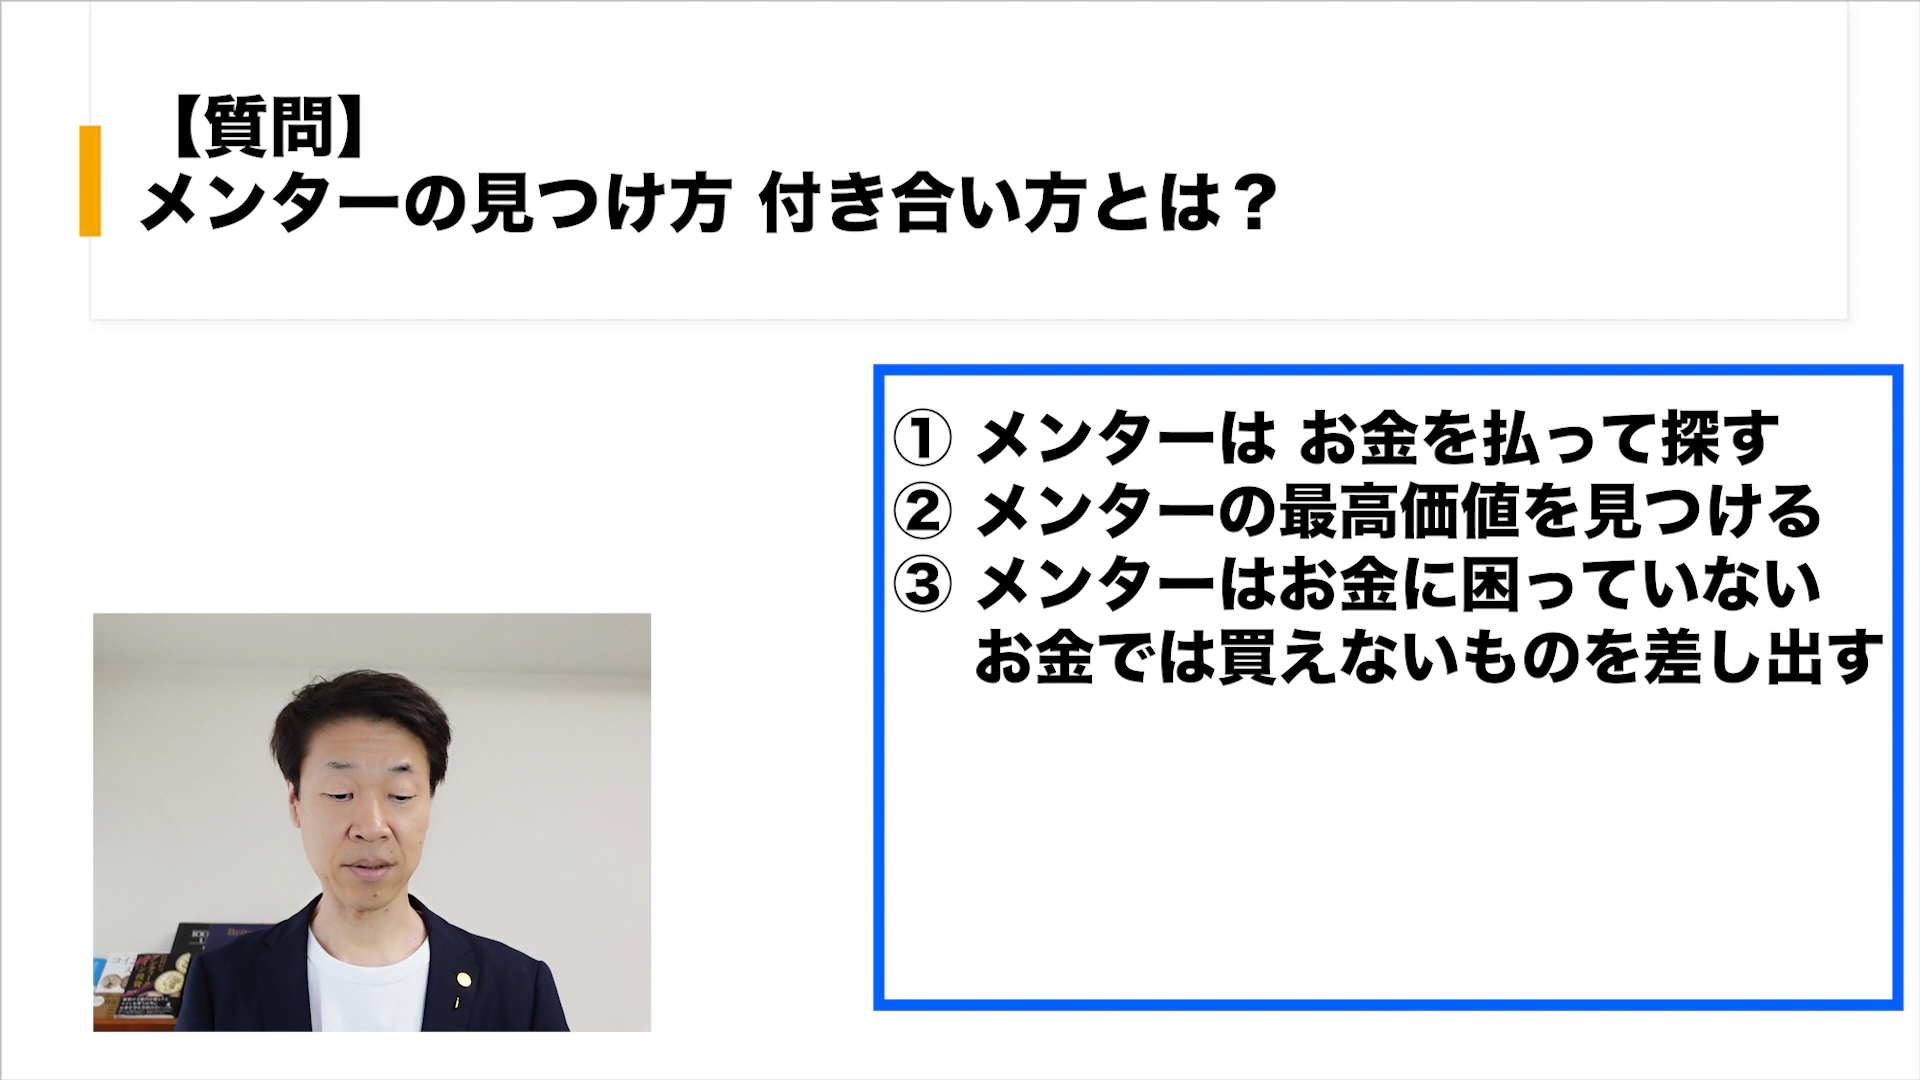 【質問】
メンターの見つけ方 付き合い方とは？
① メンターは お金を払って探す
② メンターの最高価値を見つける
③ メンターはお金に困っていない
お金では買えないものを差し出す